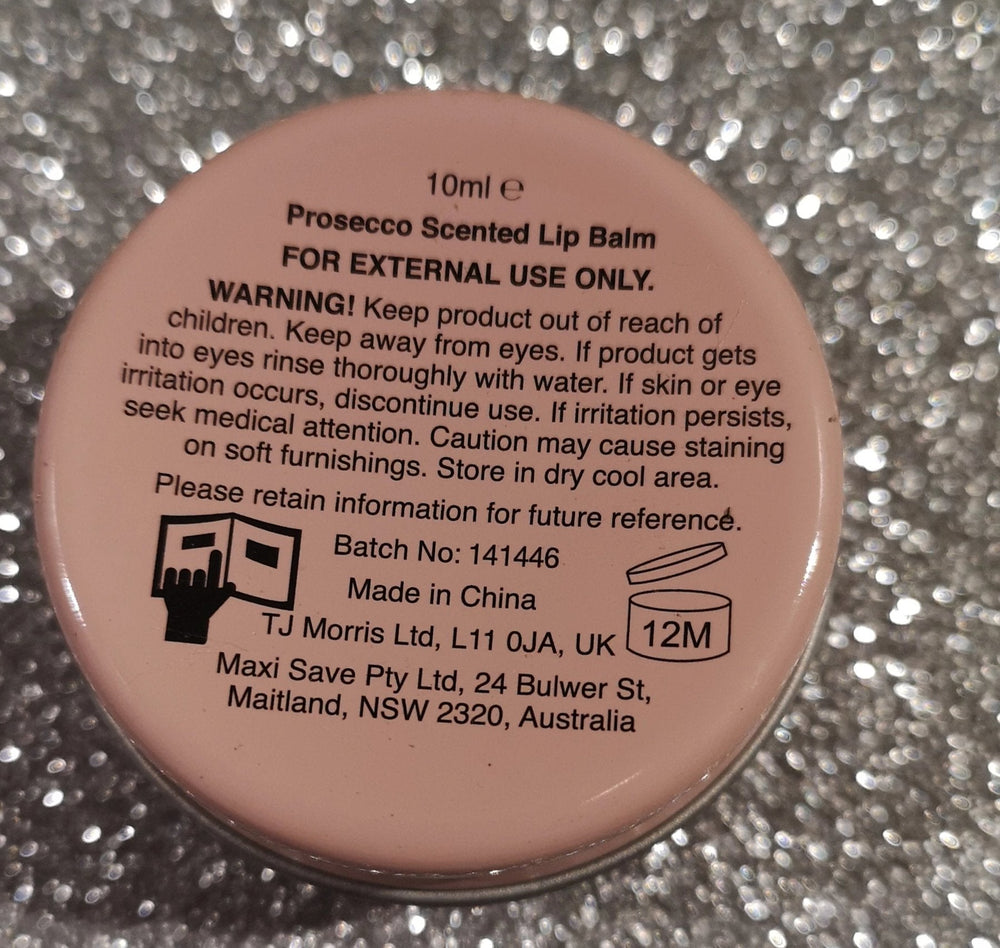 10ml ℮
Prosecco Scented Lip Balm
FOR EXTERNAL USE ONLY.
WARNING! Keep product out of reach of
children. Keep away from eyes. If product gets
into eyes rinse thoroughly with water. If skin or eye
irritation occurs, discontinue use. If irritation persists,
seek medical attention. Caution may cause staining
on soft furnishings. Store in dry cool area.
Please retain information for future reference.
Batch No: 141446
Made in China
TJ Morris Ltd, L11 0JA, UK
12M
Maxi Save Pty Ltd, 24 Bulwer St,
Maitland, NSW 2320, Australia